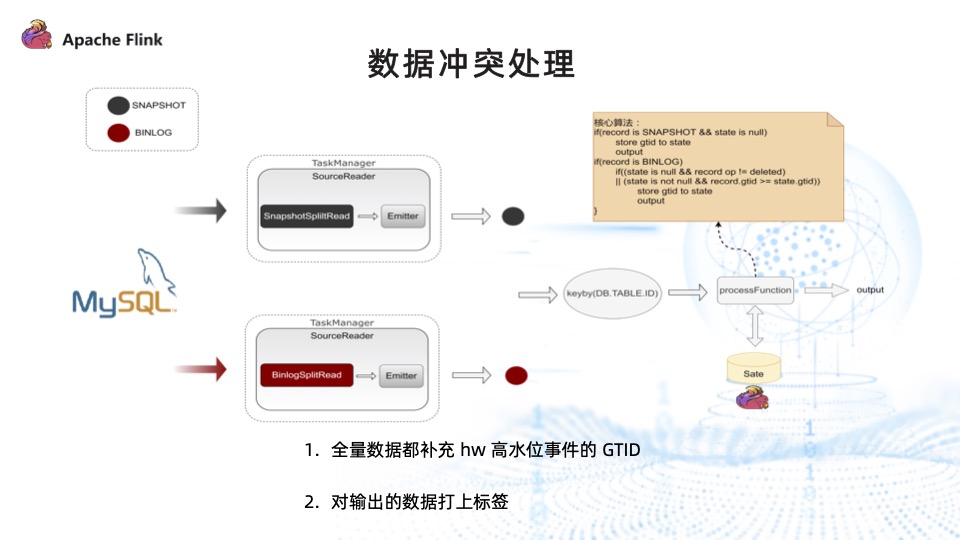 Apache Flink
数据冲突处理
SNAPSHOT
BINLOG
TaskManager
SourceReader
SnapshotSpliltRead
Emitter
核心算法：
if(record is SNAPSHOT && state is null)
store gtid to state
output
if(record is BINLOG)
if((state is null && record op != deleted)
|| (state is not null && record.gtid >= state.gtid))
store gtid to state
output
}
MySQL
TM
keyby(DB.TABLE.ID)
processFunction
output
TaskManager
SourceReader
BinlogSplitRead
Emitter
Sate
1. 全量数据都补充 hw 高水位事件的 GTID
2. 对输出的数据打上标签